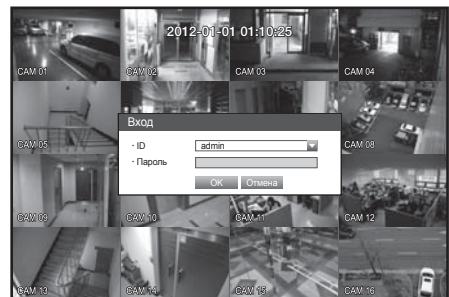 2012-01-01 01:10:25
CAM 01
CAM 02
CAM 03
CAM 04
Вход
CAM 05
CAM 08
· ID
admin
· Пароль
OK
Отмена
CAM 09
CAM 10
CAM 11
CAM 12
CAM 13
CAM 14
CAM 15
CAM 16